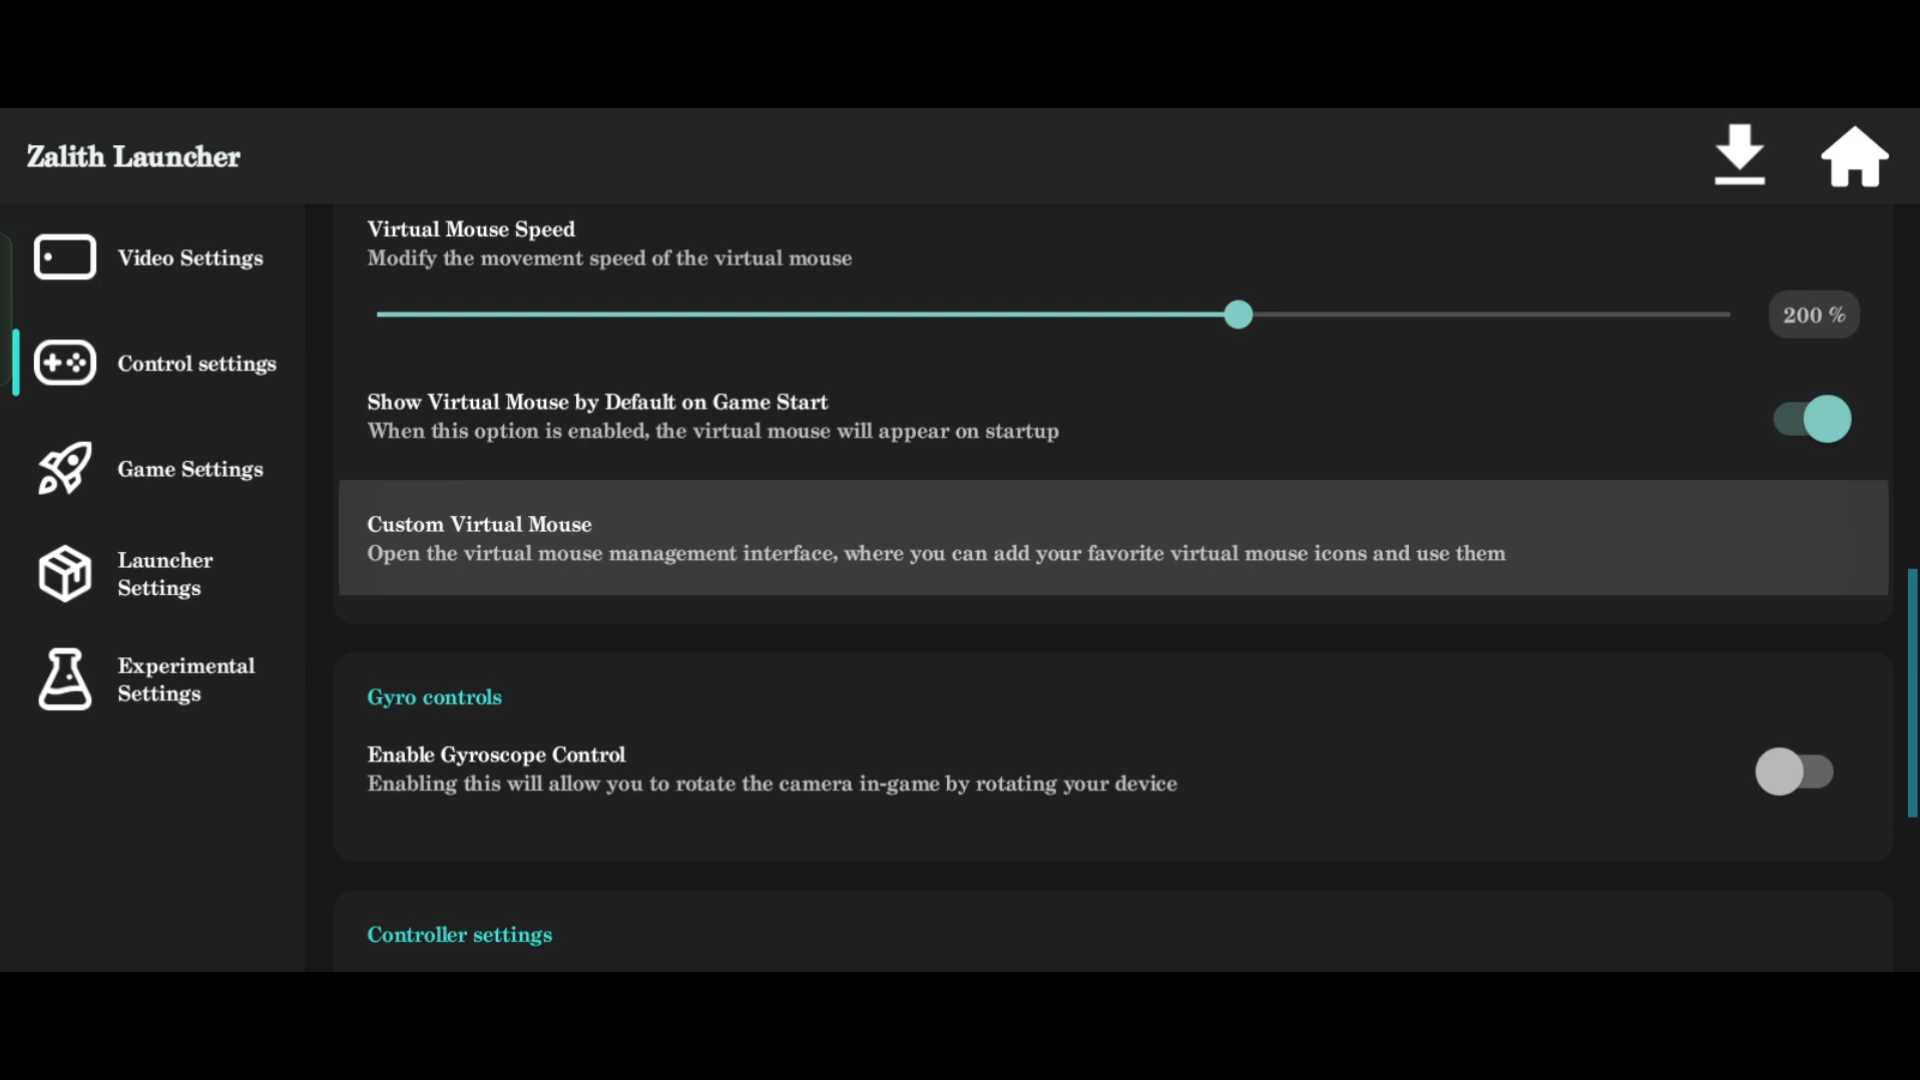 Zalith Launcher
Video Settings
Control settings
Game Settings
Launcher
Settings
Experimental
Settings
Virtual Mouse Speed
Modify the movement speed of the virtual mouse
200 %
Show Virtual Mouse by Default on Game Start
When this option is enabled, the virtual mouse will appear on startup
Custom Virtual Mouse
Open the virtual mouse management interface, where you can add your favorite virtual mouse icons and use them
Gyro controls
Enable Gyroscope Control
Enabling this will allow you to rotate the camera in-game by rotating your device
Controller settings